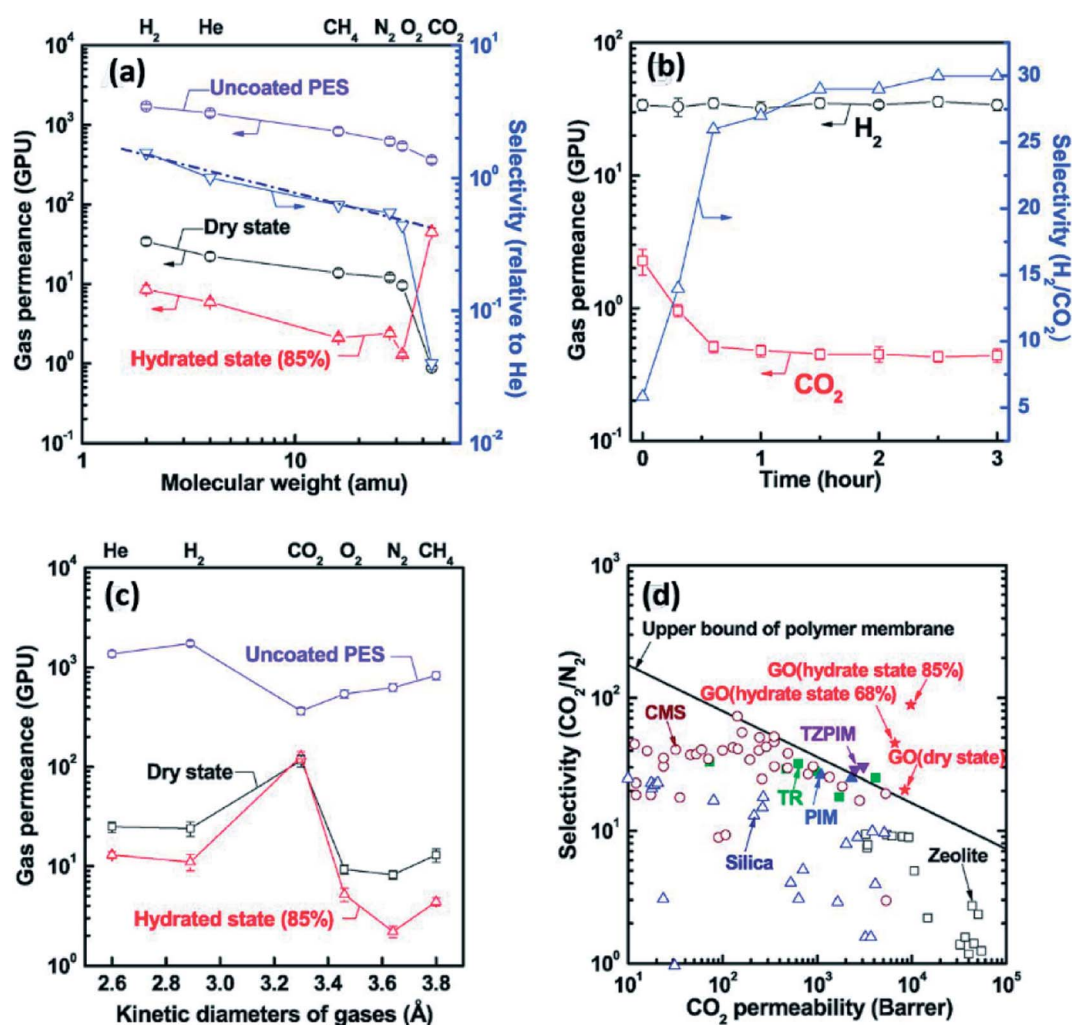 H2 He CH4 N2 O2 CO2
(a)
Uncoated PES
Dry state
Hydrated state (85%)
Gas permeance (GPU)
10^4
10^3
10^2
10^1
10^0
10^-1
Selectivity (relative to He)
10^1
10^0
10^-1
10^-2
1 10
Molecular weight (amu)
(b)
H2
CO2
Gas permeance (GPU)
10^2
10^1
10^0
10^-1
Selectivity (H2/CO2)
30
25
20
15
10
5
0 1 2 3
Time (hour)
He H2 CO2 O2 N2 CH4
(c)
Uncoated PES
Dry state
Hydrated state (85%)
Gas permeance (GPU)
10^4
10^3
10^2
10^1
10^0
2.6 2.8 3.0 3.2 3.4 3.6 3.8
Kinetic diameters of gases (Å)
(d)
Upper bound of polymer membrane
GO(hydrate state 85%)
GO(hydrate state 68%)
CMS
TZPIM
GO(dry state)
TR
PIM
Silica
Zeolite
Selectivity (CO2/N2)
10^3
10^2
10^1
10^0
10^1 10^2 10^3 10^4 10^5
CO2 permeability (Barrer)